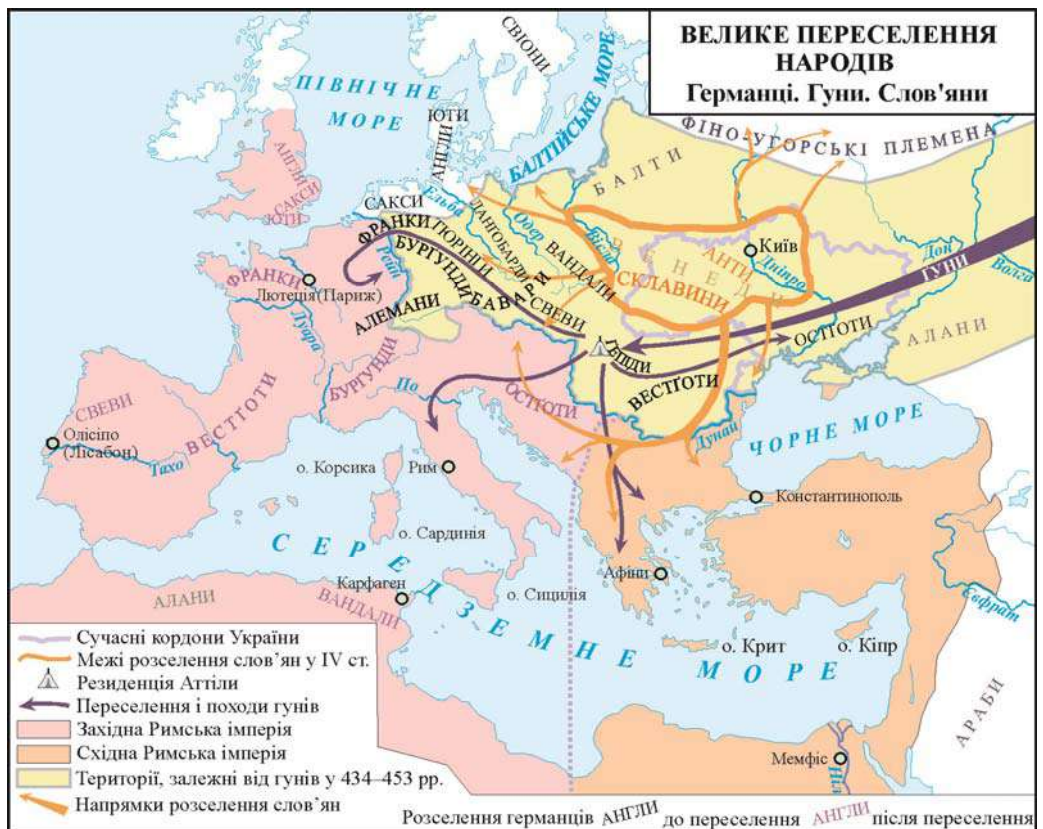 ВЕЛИКЕ ПЕРЕСЕЛЕННЯ
НАРОДІВ
Германці. Гуни. Слов'яни
СВІОНИ
ПІВНІЧНЕ
МОРЕ
БАЛТІЙСЬКЕ МОРЕ
ФІНО-УГОРСЬКІ ПЛЕМЕНА
ЮТИ
АНГЛИ
БАЛТИ
АНГЛИ
САКСИ
ЮТИ
САКСИ
Ельба
ЛАНГОБАРДИ
Одер
Вісла
ВАНДАЛИ
ВЕНЕДИ
АНТИ
СКЛАВИНИ
Київ
Дніпро
Дон
Волга
ГУНИ
ФРАНКИ
ТЮРІНГИ
БУРГУНДИ
БАВАРИ
СВЕВИ
АЛЕМАНИ
Рейн
ФРАНКИ
Лютеція (Париж)
Луара
БУРГУНДИ
По
ГЕПІДИ
ОСТГОТИ
АЛАНИ
ВЕСТГОТИ
ОСТГОТИ
Дунай
ЧОРНЕ МОРЕ
СВЕВИ
ВЕСТГОТИ
Олісіпо
(Лісабон)
Тахо
о. Корсика
Рим
о. Сардинія
Константинополь
СЕРЕДЗЕМНЕ МОРЕ
Афіни
Карфаген
о. Сицилія
АЛАНИ
ВАНДАЛИ
Євфрат
о. Крит
о. Кіпр
АРАБИ
Мемфіс
Ніл
Сучасні кордони України
Межі розселення слов'ян у IV ст.
Резиденція Аттіли
Переселення і походи гунів
Західна Римська імперія
Східна Римська імперія
Території, залежні від гунів у 434–453 рр.
Напрямки розселення слов'ян
Розселення германців АНГЛИ до переселення АНГЛИ після переселення